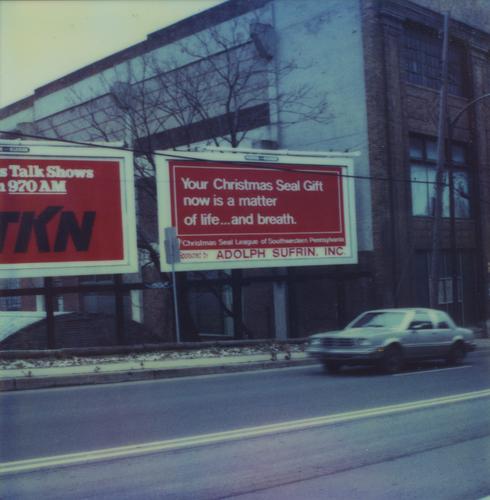 s Talk Shows
n 970 AM
TKN
Your Christmas Seal Gift
now is a matter
of life...and breath.
Christmas Seal League of Southwestern Pennsylvania
ADOLPH SUFRIN, INC.